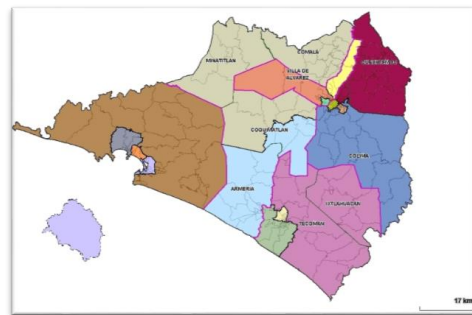 COMALA
MINATITLAN
CUAUHTEMOC
VILLA DE
ALVAREZ
COQUIMATLAN
COLIMA
ARMERIA
IXTLAHUACAN
TECOMAN
17 km